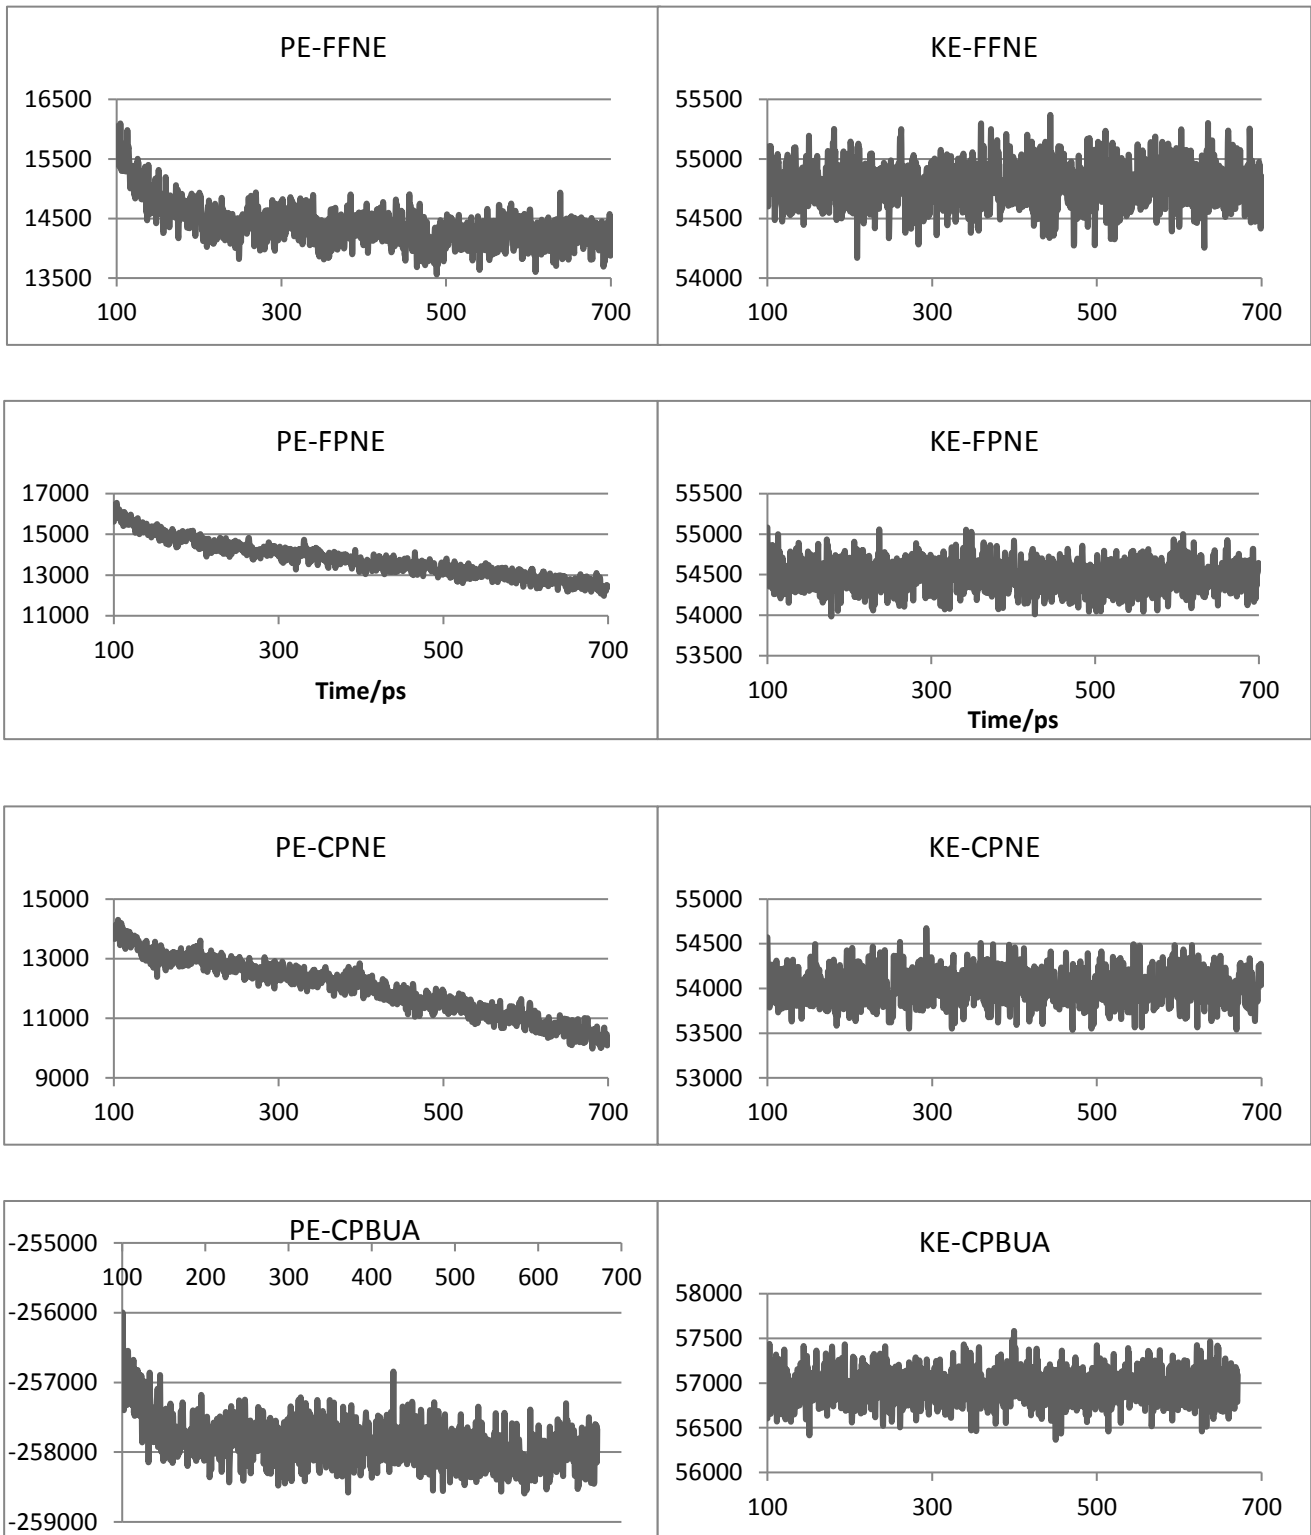 PE-FFNE
16500
15500
14500
13500
100 300 500 700
KE-FFNE
55500
55000
54500
54000
100 300 500 700
PE-FPNE
17000
15000
13000
11000
100 300 500 700
Time/ps
KE-FPNE
55500
55000
54500
54000
53500
100 300 500 700
Time/ps
PE-CPNE
15000
13000
11000
9000
100 300 500 700
KE-CPNE
55000
54500
54000
53500
53000
100 300 500 700
PE-CPBUA
-255000
100 200 300 400 500 600 700
-256000
-257000
-258000
-259000
KE-CPBUA
58000
57500
57000
56500
56000
100 300 500 700